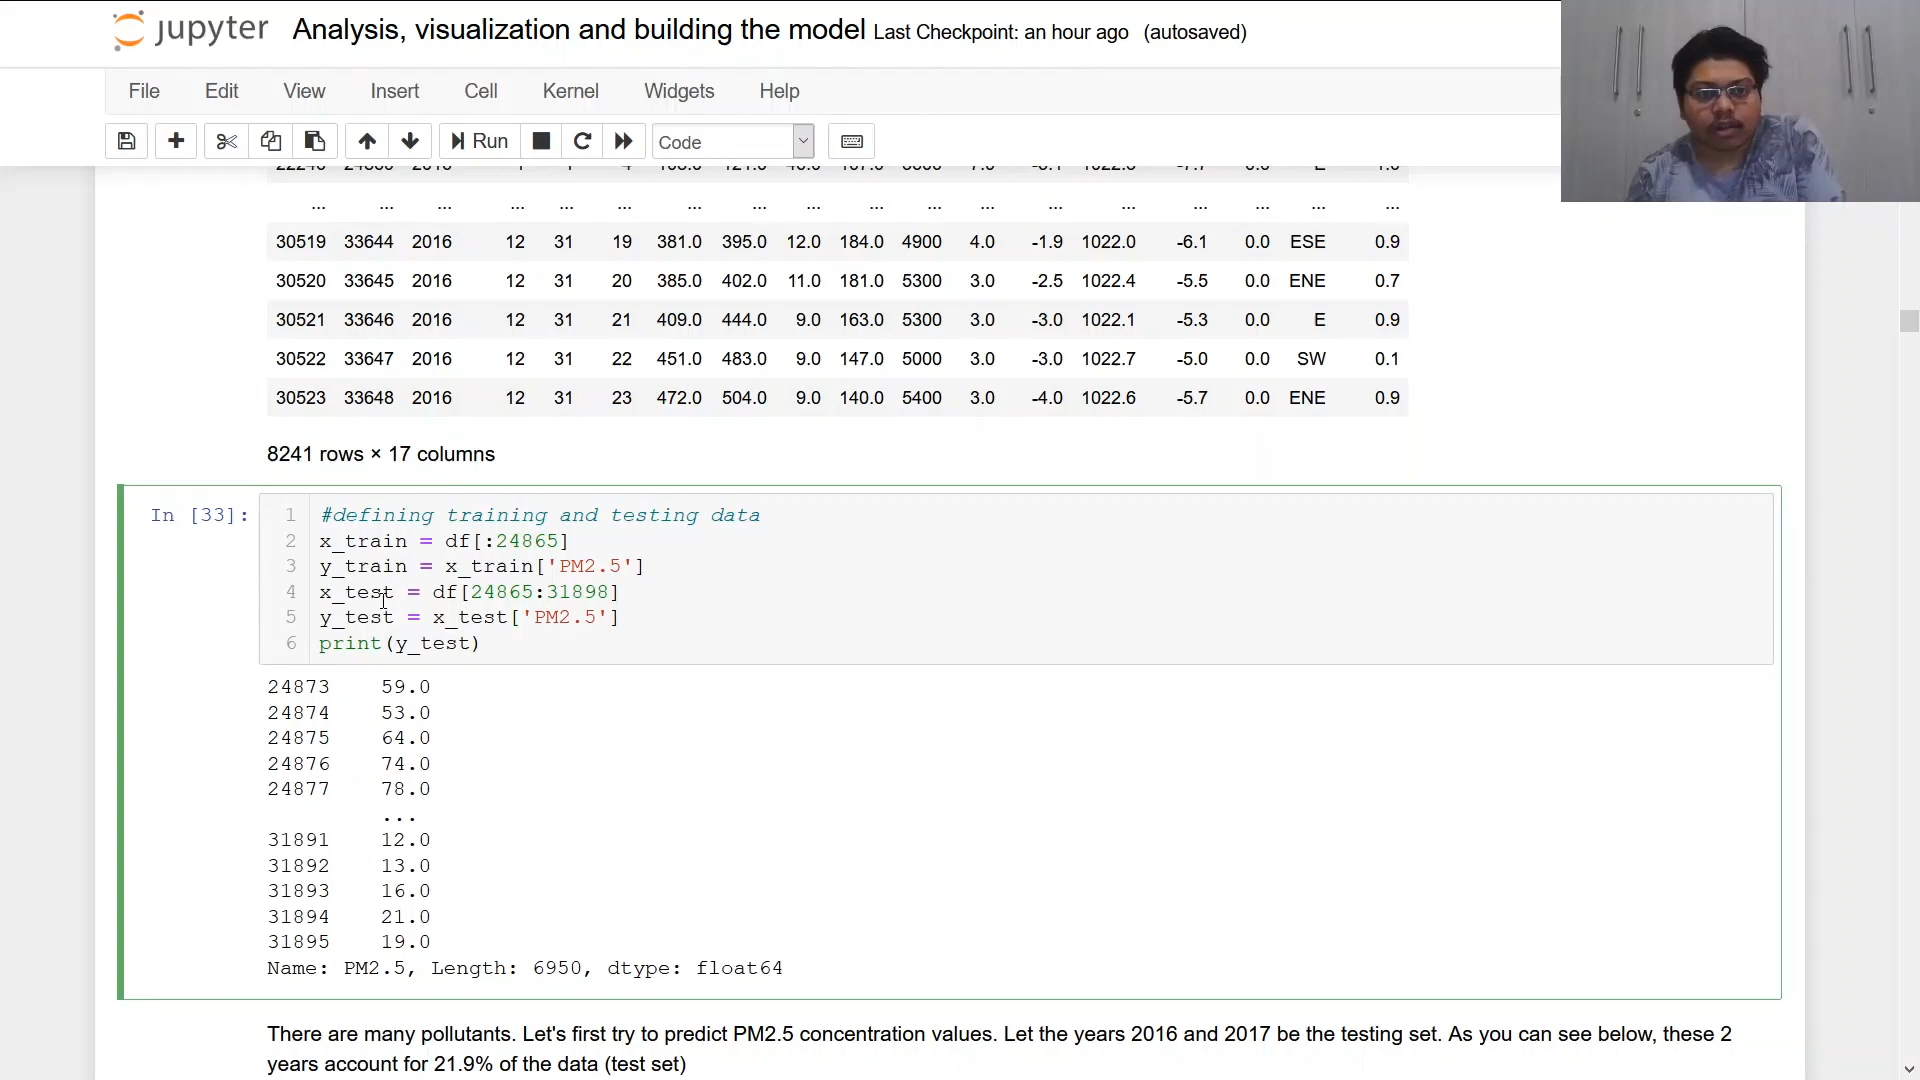 jupyter Analysis, visualization and building the model Last Checkpoint: an hour ago (autosaved)
File Edit View Insert Cell Kernel Widgets Help
Run Code
... ... ... ... ... ... ... ... ... ... ... ... ... ... ... ... ... ...
30519 33644 2016 12 31 19 381.0 395.0 12.0 184.0 4900 4.0 -1.9 1022.0 -6.1 0.0 ESE 0.9
30520 33645 2016 12 31 20 385.0 402.0 11.0 181.0 5300 3.0 -2.5 1022.4 -5.5 0.0 ENE 0.7
30521 33646 2016 12 31 21 409.0 444.0 9.0 163.0 5300 3.0 -3.0 1022.1 -5.3 0.0 E 0.9
30522 33647 2016 12 31 22 451.0 483.0 9.0 147.0 5000 3.0 -3.0 1022.7 -5.0 0.0 SW 0.1
30523 33648 2016 12 31 23 472.0 504.0 9.0 140.0 5400 3.0 -4.0 1022.6 -5.7 0.0 ENE 0.9
8241 rows × 17 columns
In [33]: 1 #defining training and testing data
2 x_train = df[:24865]
3 y_train = x_train['PM2.5']
4 x_test = df[24865:31898]
5 y_test = x_test['PM2.5']
6 print(y_test)
24873 59.0
24874 53.0
24875 64.0
24876 74.0
24877 78.0
...
31891 12.0
31892 13.0
31893 16.0
31894 21.0
31895 19.0
Name: PM2.5, Length: 6950, dtype: float64
There are many pollutants. Let's first try to predict PM2.5 concentration values. Let the years 2016 and 2017 be the testing set. As you can see below, these 2
years account for 21.9% of the data (test set)